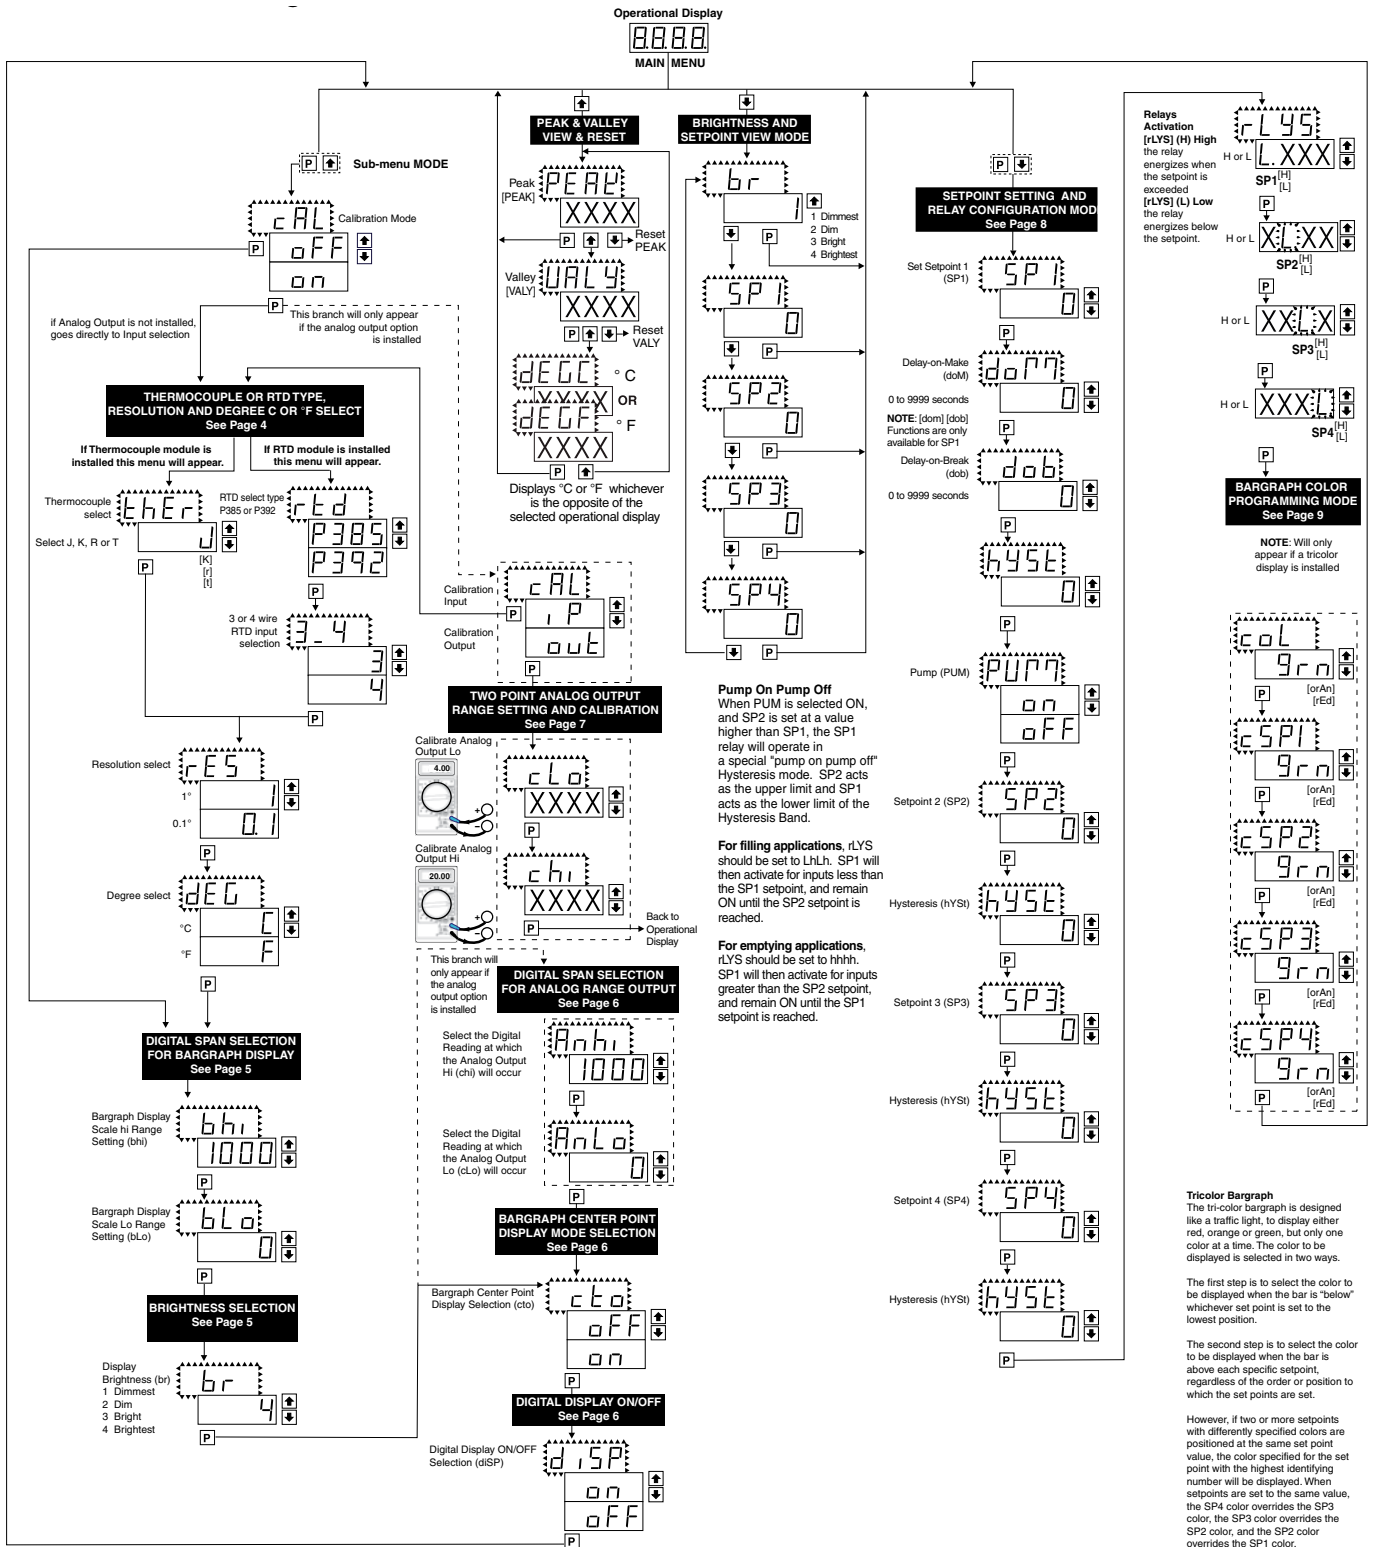 Operational Display
8.8.8.8.
MAIN MENU
P
Sub-menu MODE
cAL
Calibration Mode
oFF
on
P
P
if Analog Output is not installed,
goes directly to Input selection
This branch will only appear
if the analog output option
is installed
THERMOCOUPLE OR RTD TYPE,
RESOLUTION AND DEGREE C OR °F SELECT
See Page 4
If Thermocouple module is
installed this menu will appear.
If RTD module is installed
this menu will appear.
Thermocouple
select
thEr
Select J, K, R or T
J
[K]
[r]
[t]
P
RTD select type
P385 or P392
rtd
P385
P392
P
3 or 4 wire
RTD input
selection
3_4
3
4
P
Resolution select
rES
1°
1
0.1°
0.1
P
Degree select
dEG
°C
C
°F
F
P
DIGITAL SPAN SELECTION
FOR BARGRAPH DISPLAY
See Page 5
Bargraph Display
Scale hi Range
Setting (bhi)
bhi
1000
P
Bargraph Display
Scale Lo Range
Setting (bLo)
bLo
0
P
BRIGHTNESS SELECTION
See Page 5
Display
Brightness (br)
1 Dimmest
2 Dim
3 Bright
4 Brightest
br
4
P
PEAK & VALLEY
VIEW & RESET
Peak
[PEAK]
PEAK
XXXX
P
Reset
PEAK
Valley
[VALY]
VALY
XXXX
P
Reset
VALY
dEGC
° C
XXXX
OR
dEGF
° F
XXXX
P
Displays °C or °F whichever
is the opposite of the
selected operational display
Calibration
Input
cAL
P
iP
Calibration
Output
out
P
TWO POINT ANALOG OUTPUT
RANGE SETTING AND CALIBRATION
See Page 7
Calibrate Analog
Output Lo
4.00
+
−
cLo
XXXX
P
Calibrate Analog
Output Hi
20.00
+
−
chi
XXXX
P
Back to
Operational
Display
This branch will
only appear if
the analog
output option
is installed
DIGITAL SPAN SELECTION
FOR ANALOG RANGE OUTPUT
See Page 6
Select the Digital
Reading at which
the Analog Output
Hi (chi) will occur
Anhi
1000
P
Select the Digital
Reading at which
the Analog Output
Lo (cLo) will occur
AnLo
0
P
BARGRAPH CENTER POINT
DISPLAY MODE SELECTION
See Page 6
Bargraph Center Point
Display Selection (cto)
cto
oFF
on
P
DIGITAL DISPLAY ON/OFF
See Page 6
Digital Display ON/OFF
Selection (diSP)
diSP
on
oFF
P
BRIGHTNESS AND
SETPOINT VIEW MODE
br
1
1 Dimmest
2 Dim
3 Bright
4 Brightest
P
SP1
0
P
SP2
0
P
SP3
0
P
SP4
0
P
Pump On Pump Off
When PUM is selected ON,
and SP2 is set at a value
higher than SP1, the SP1
relay will operate in
a special "pump on pump off"
Hysteresis mode. SP2 acts
as the upper limit and SP1
acts as the lower limit of the
Hysteresis Band.
For filling applications, rLYS
should be set to LhLh. SP1 will
then activate for inputs less than
the SP1 setpoint, and remain
ON until the SP2 setpoint is
reached.
For emptying applications,
rLYS should be set to hhhh.
SP1 will then activate for inputs
greater than the SP2 setpoint,
and remain ON until the SP1
setpoint is reached.
P
SETPOINT SETTING AND
RELAY CONFIGURATION MOD
See Page 8
Set Setpoint 1
(SP1)
SP1
0
P
Delay-on-Make
(doM)
doM
0 to 9999 seconds
0
NOTE: [dom] [dob]
Functions are only
available for SP1
P
Delay-on-Break
(dob)
dob
0 to 9999 seconds
0
P
hYSt
0
P
Pump (PUM)
PUM
on
oFF
P
Setpoint 2 (SP2)
SP2
0
P
Hysteresis (hYSt)
hYSt
0
P
Setpoint 3 (SP3)
SP3
0
P
Hysteresis (hYSt)
hYSt
0
P
Setpoint 4 (SP4)
SP4
0
P
Hysteresis (hYSt)
hYSt
0
P
Relays
Activation
[rLYS] (H) High
the relay
energizes when
the setpoint is
exceeded
[rLYS] (L) Low
the relay
energizes below
the setpoint.
rLYS
H or L
L.XXX
SP1 [H]
[L]
P
H or L
XLXX
SP2 [H]
[L]
P
H or L
XXLX
SP3 [H]
[L]
P
H or L
XXXL
SP4 [H]
[L]
P
BARGRAPH COLOR
PROGRAMMING MODE
See Page 9
NOTE: Will only
appear if a tricolor
display is installed
coL
grn
P
[orAn]
[rEd]
cSP1
grn
P
[orAn]
[rEd]
cSP2
grn
P
[orAn]
[rEd]
cSP3
grn
P
[orAn]
[rEd]
cSP4
grn
P
[orAn]
[rEd]
Tricolor Bargraph
The tri-color bargraph is designed
like a traffic light, to display either
red, orange or green, but only one
color at a time. The color to be
displayed is selected in two ways.
The first step is to select the color to
be displayed when the bar is “below”
whichever set point is set to the
lowest position.
The second step is to select the color
to be displayed when the bar is
above each specific setpoint,
regardless of the order or position to
which the set points are set.
However, if two or more setpoints
with differently specified colors are
positioned at the same set point
value, the color specified for the set
point with the highest identifying
number will be displayed. When
setpoints are set to the same value,
the SP4 color overrides the SP3
color, the SP3 color overrides the
SP2 color, and the SP2 color
overrides the SP1 color.